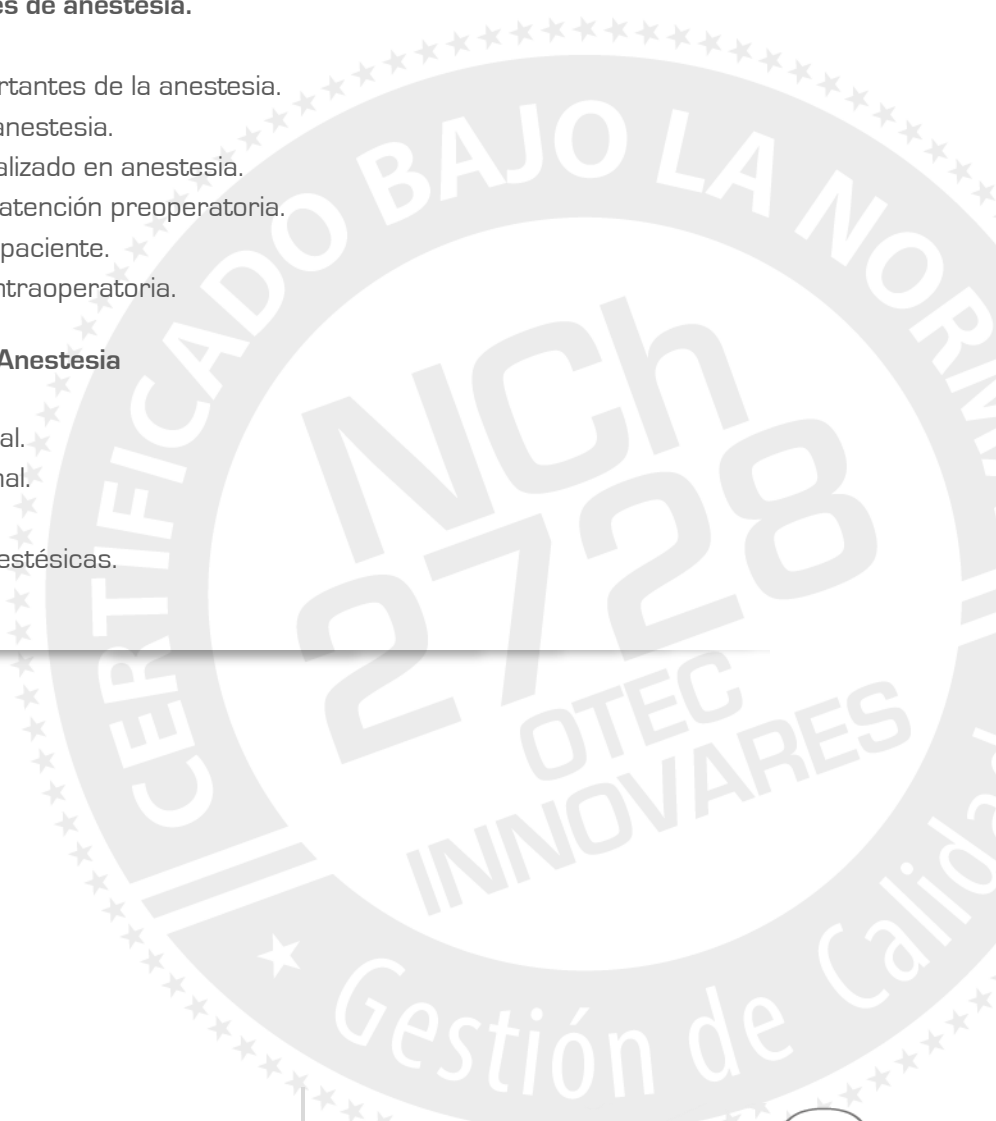 es de anestesia.
rtantes de la anestesia.
anestesia.
alizado en anestesia.
atención preoperatoria.
paciente.
ntraoperatoria.
Anestesia
al.
nal.
estésicas.
CERTIFICADO BAJO LA NORM
NCh
2728
OTEC
INNOVARES
Gestión de Calidad